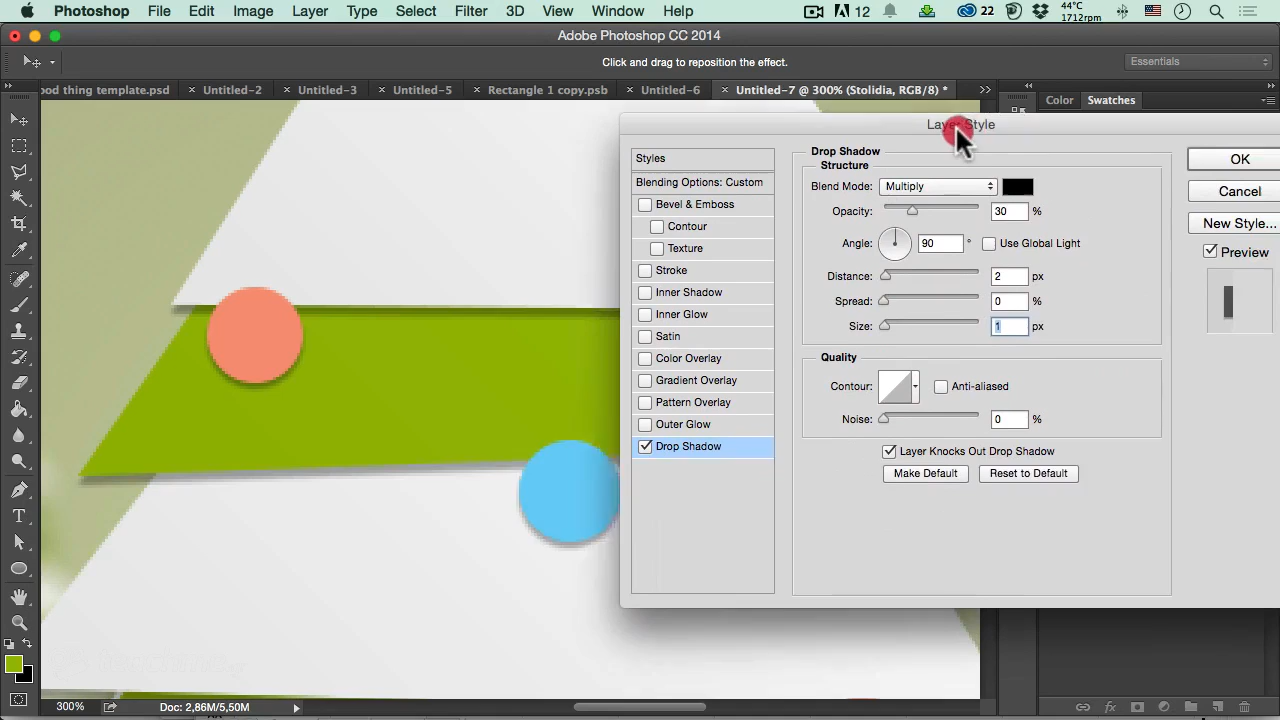 Photoshop File Edit Image Layer Type Select Filter 3D View Window Help 12 22 44°C 1712rpm
Adobe Photoshop CC 2014
Click and drag to reposition the effect. Essentials
ood thing template.psd × Untitled-2 × Untitled-3 × Untitled-5 × Rectangle 1 copy.psb × Untitled-6 × Untitled-7 @ 300% (Stolidia, RGB/8) *
Color Swatches
Layer Style
Styles
Blending Options: Custom
Bevel & Emboss
Contour
Texture
Stroke
Inner Shadow
Inner Glow
Satin
Color Overlay
Gradient Overlay
Pattern Overlay
Outer Glow
Drop Shadow
Drop Shadow
Structure
Blend Mode: Multiply
Opacity: 30 %
Angle: 90 ° Use Global Light
Distance: 2 px
Spread: 0 %
Size: 1 px
Quality
Contour: Anti-aliased
Noise: 0 %
Layer Knocks Out Drop Shadow
Make Default Reset to Default
OK
Cancel
New Style...
Preview
300% Doc: 2,86M/5,50M